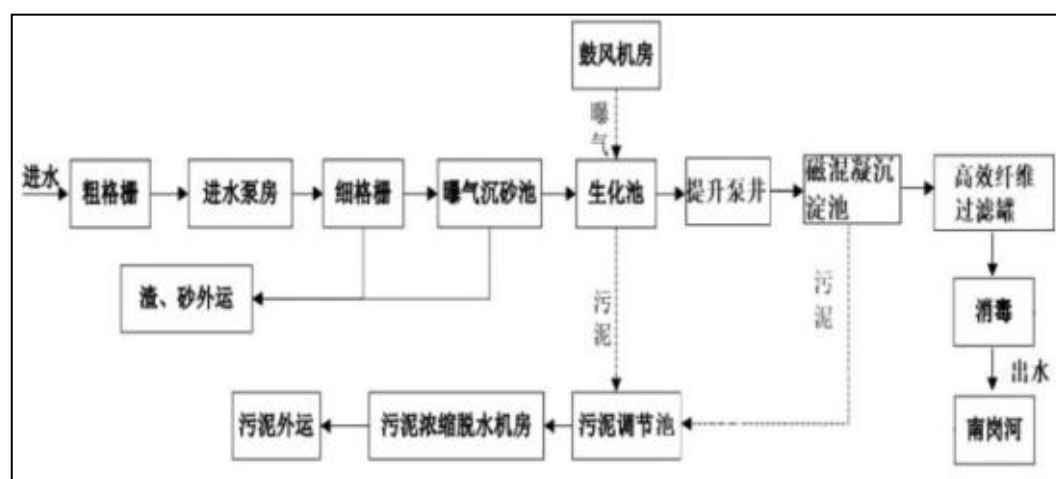 鼓风机房
曝
气
进水
粗格栅
进水泵房
细格栅
曝气沉砂池
生化池
提升泵井
磁混凝沉
淀池
高效纤维
过滤罐
渣、砂外运
污
泥
污
泥
消毒
出水
污泥外运
污泥浓缩脱水机房
污泥调节池
南岗河